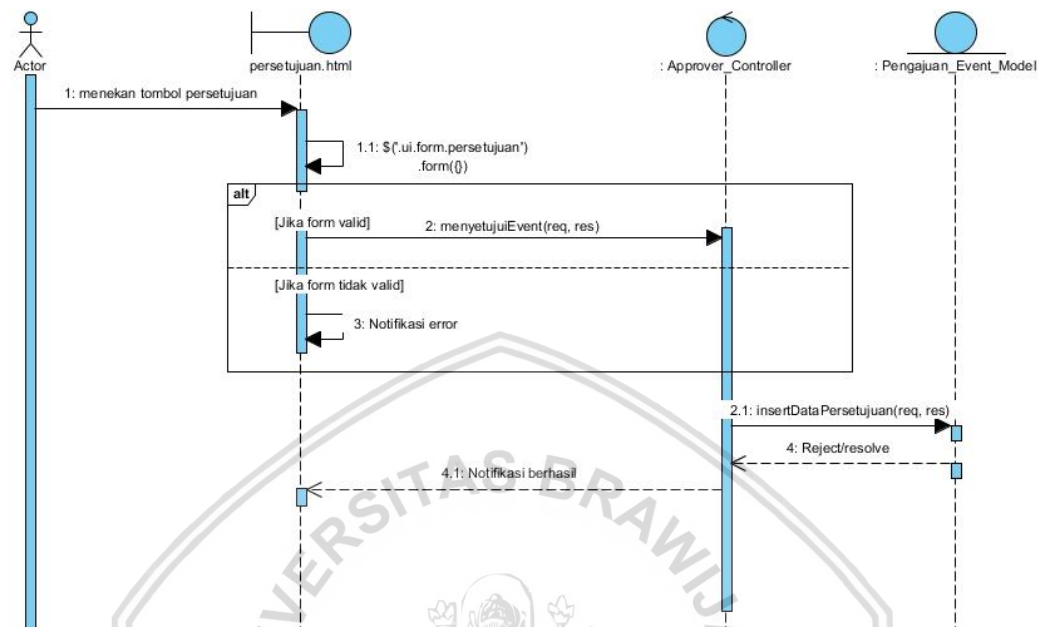 Actor
persetujuan.html
: Approver_Controller
: Pengajuan_Event_Model
1: menekan tombol persetujuan
1.1: $('.ui.form.persetujuan')
.form({})
alt
[Jika form valid]
2: menyetujuiEvent(req, res)
[Jika form tidak valid]
3: Notifikasi error
2.1: insertDataPersetujuan(req, res)
4: Reject/resolve
4.1: Notifikasi berhasil
VERSITAS BRAWIJ